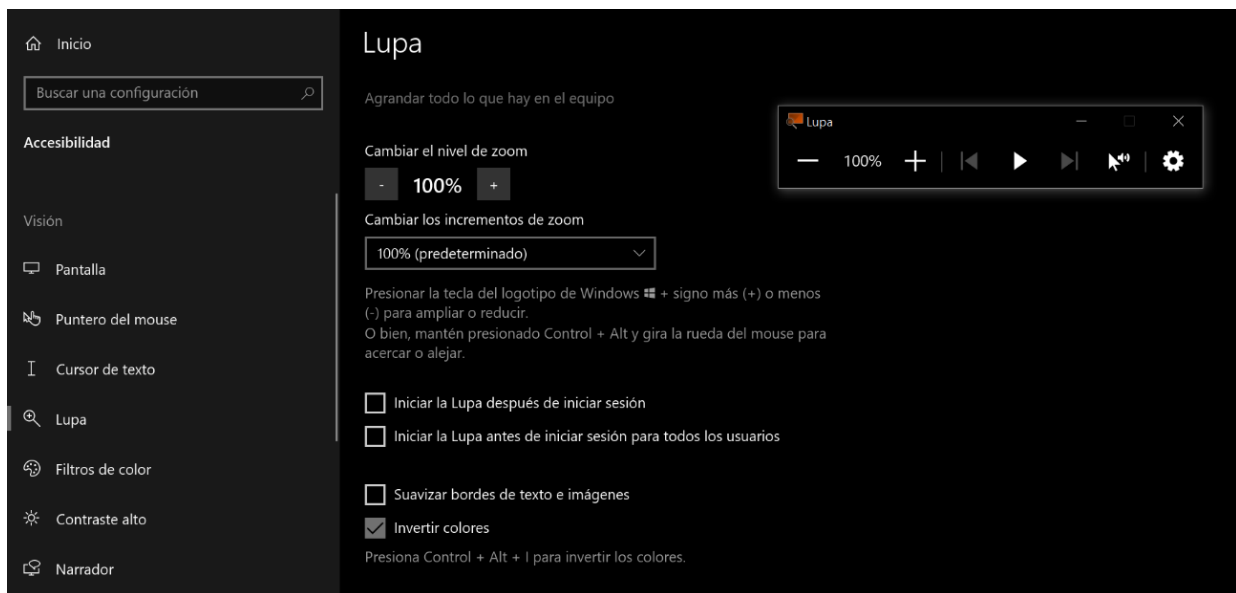 Inicio
Buscar una configuración
Accesibilidad
Visión
Pantalla
Puntero del mouse
Cursor de texto
Lupa
Filtros de color
Contraste alto
Narrador
Lupa
Agrandar todo lo que hay en el equipo
Cambiar el nivel de zoom
- 100% +
Cambiar los incrementos de zoom
100% (predeterminado)
Presionar la tecla del logotipo de Windows + signo más (+) o menos
(-) para ampliar o reducir.
O bien, mantén presionado Control + Alt y gira la rueda del mouse para
acercar o alejar.
Iniciar la Lupa después de iniciar sesión
Iniciar la Lupa antes de iniciar sesión para todos los usuarios
Suavizar bordes de texto e imágenes
Invertir colores
Presiona Control + Alt + I para invertir los colores.
Lupa
100%